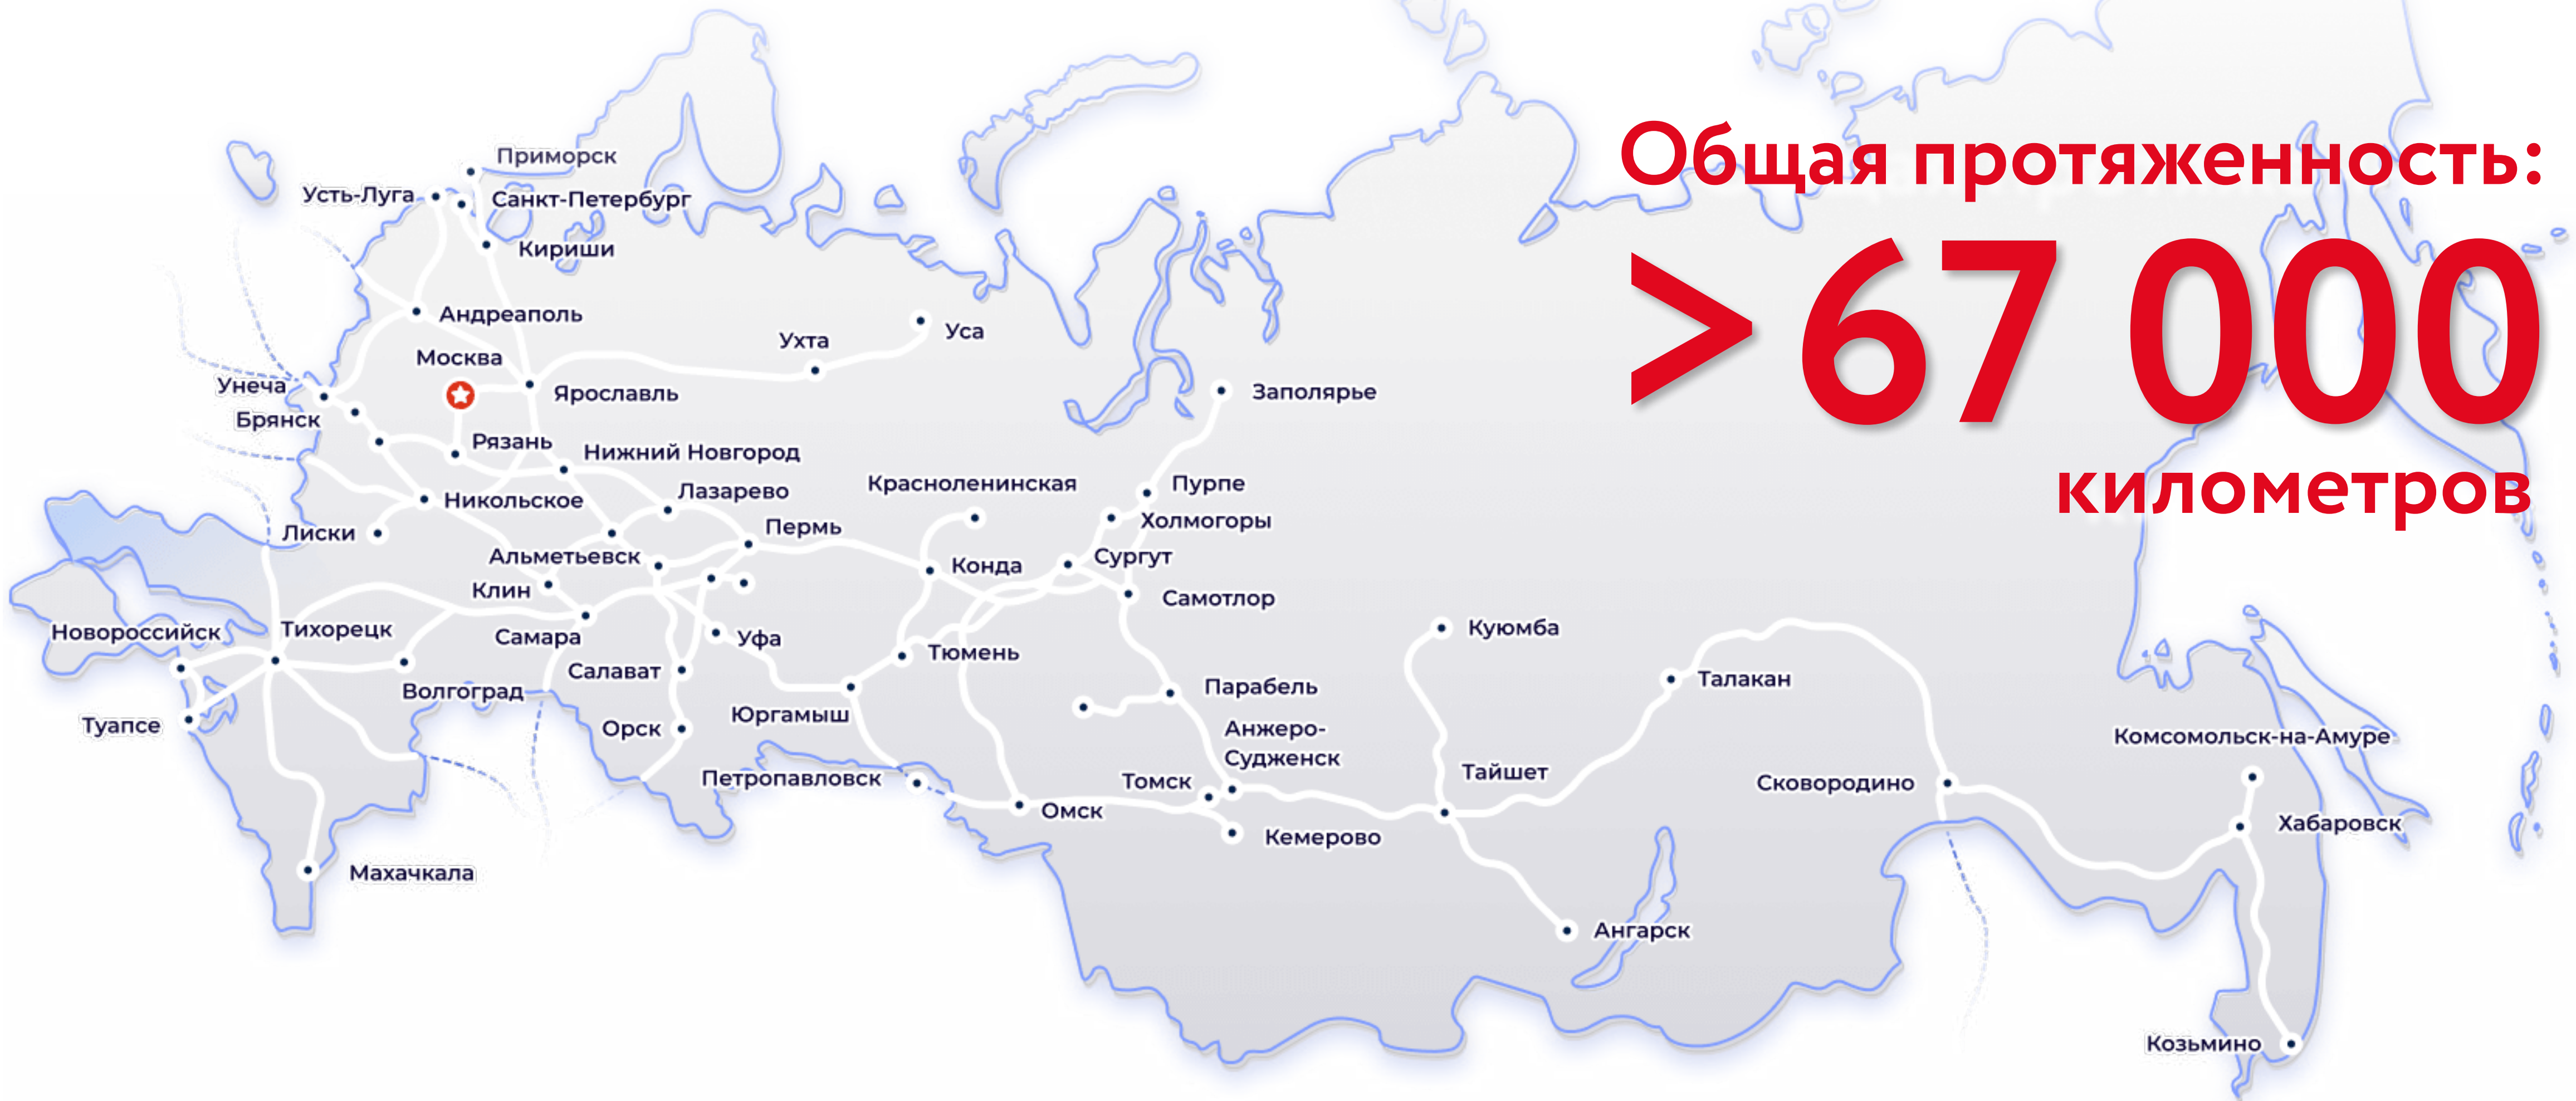 Общая протяженность:
>67 000
километров
Приморск
Усть-Луга
Санкт-Петербург
Кириши
Андреаполь
Москва
Ухта
Уса
Унеча
Ярославль
Заполярье
Брянск
Рязань
Нижний Новгород
Красноленинская
Пурпе
Лазарево
Никольское
Холмогоры
Лиски
Пермь
Альметьевск
Сургут
Конда
Клин
Самотлор
Новороссийск
Тихорецк
Самара
Уфа
Куюмба
Тюмень
Салават
Талакан
Волгоград
Парабель
Туапсе
Орск
Юргамыш
Анжеро-
Судженск
Комсомольск-на-Амуре
Петропавловск
Томск
Тайшет
Сковородино
Омск
Кемерово
Хабаровск
Махачкала
Ангарск
Козьмино